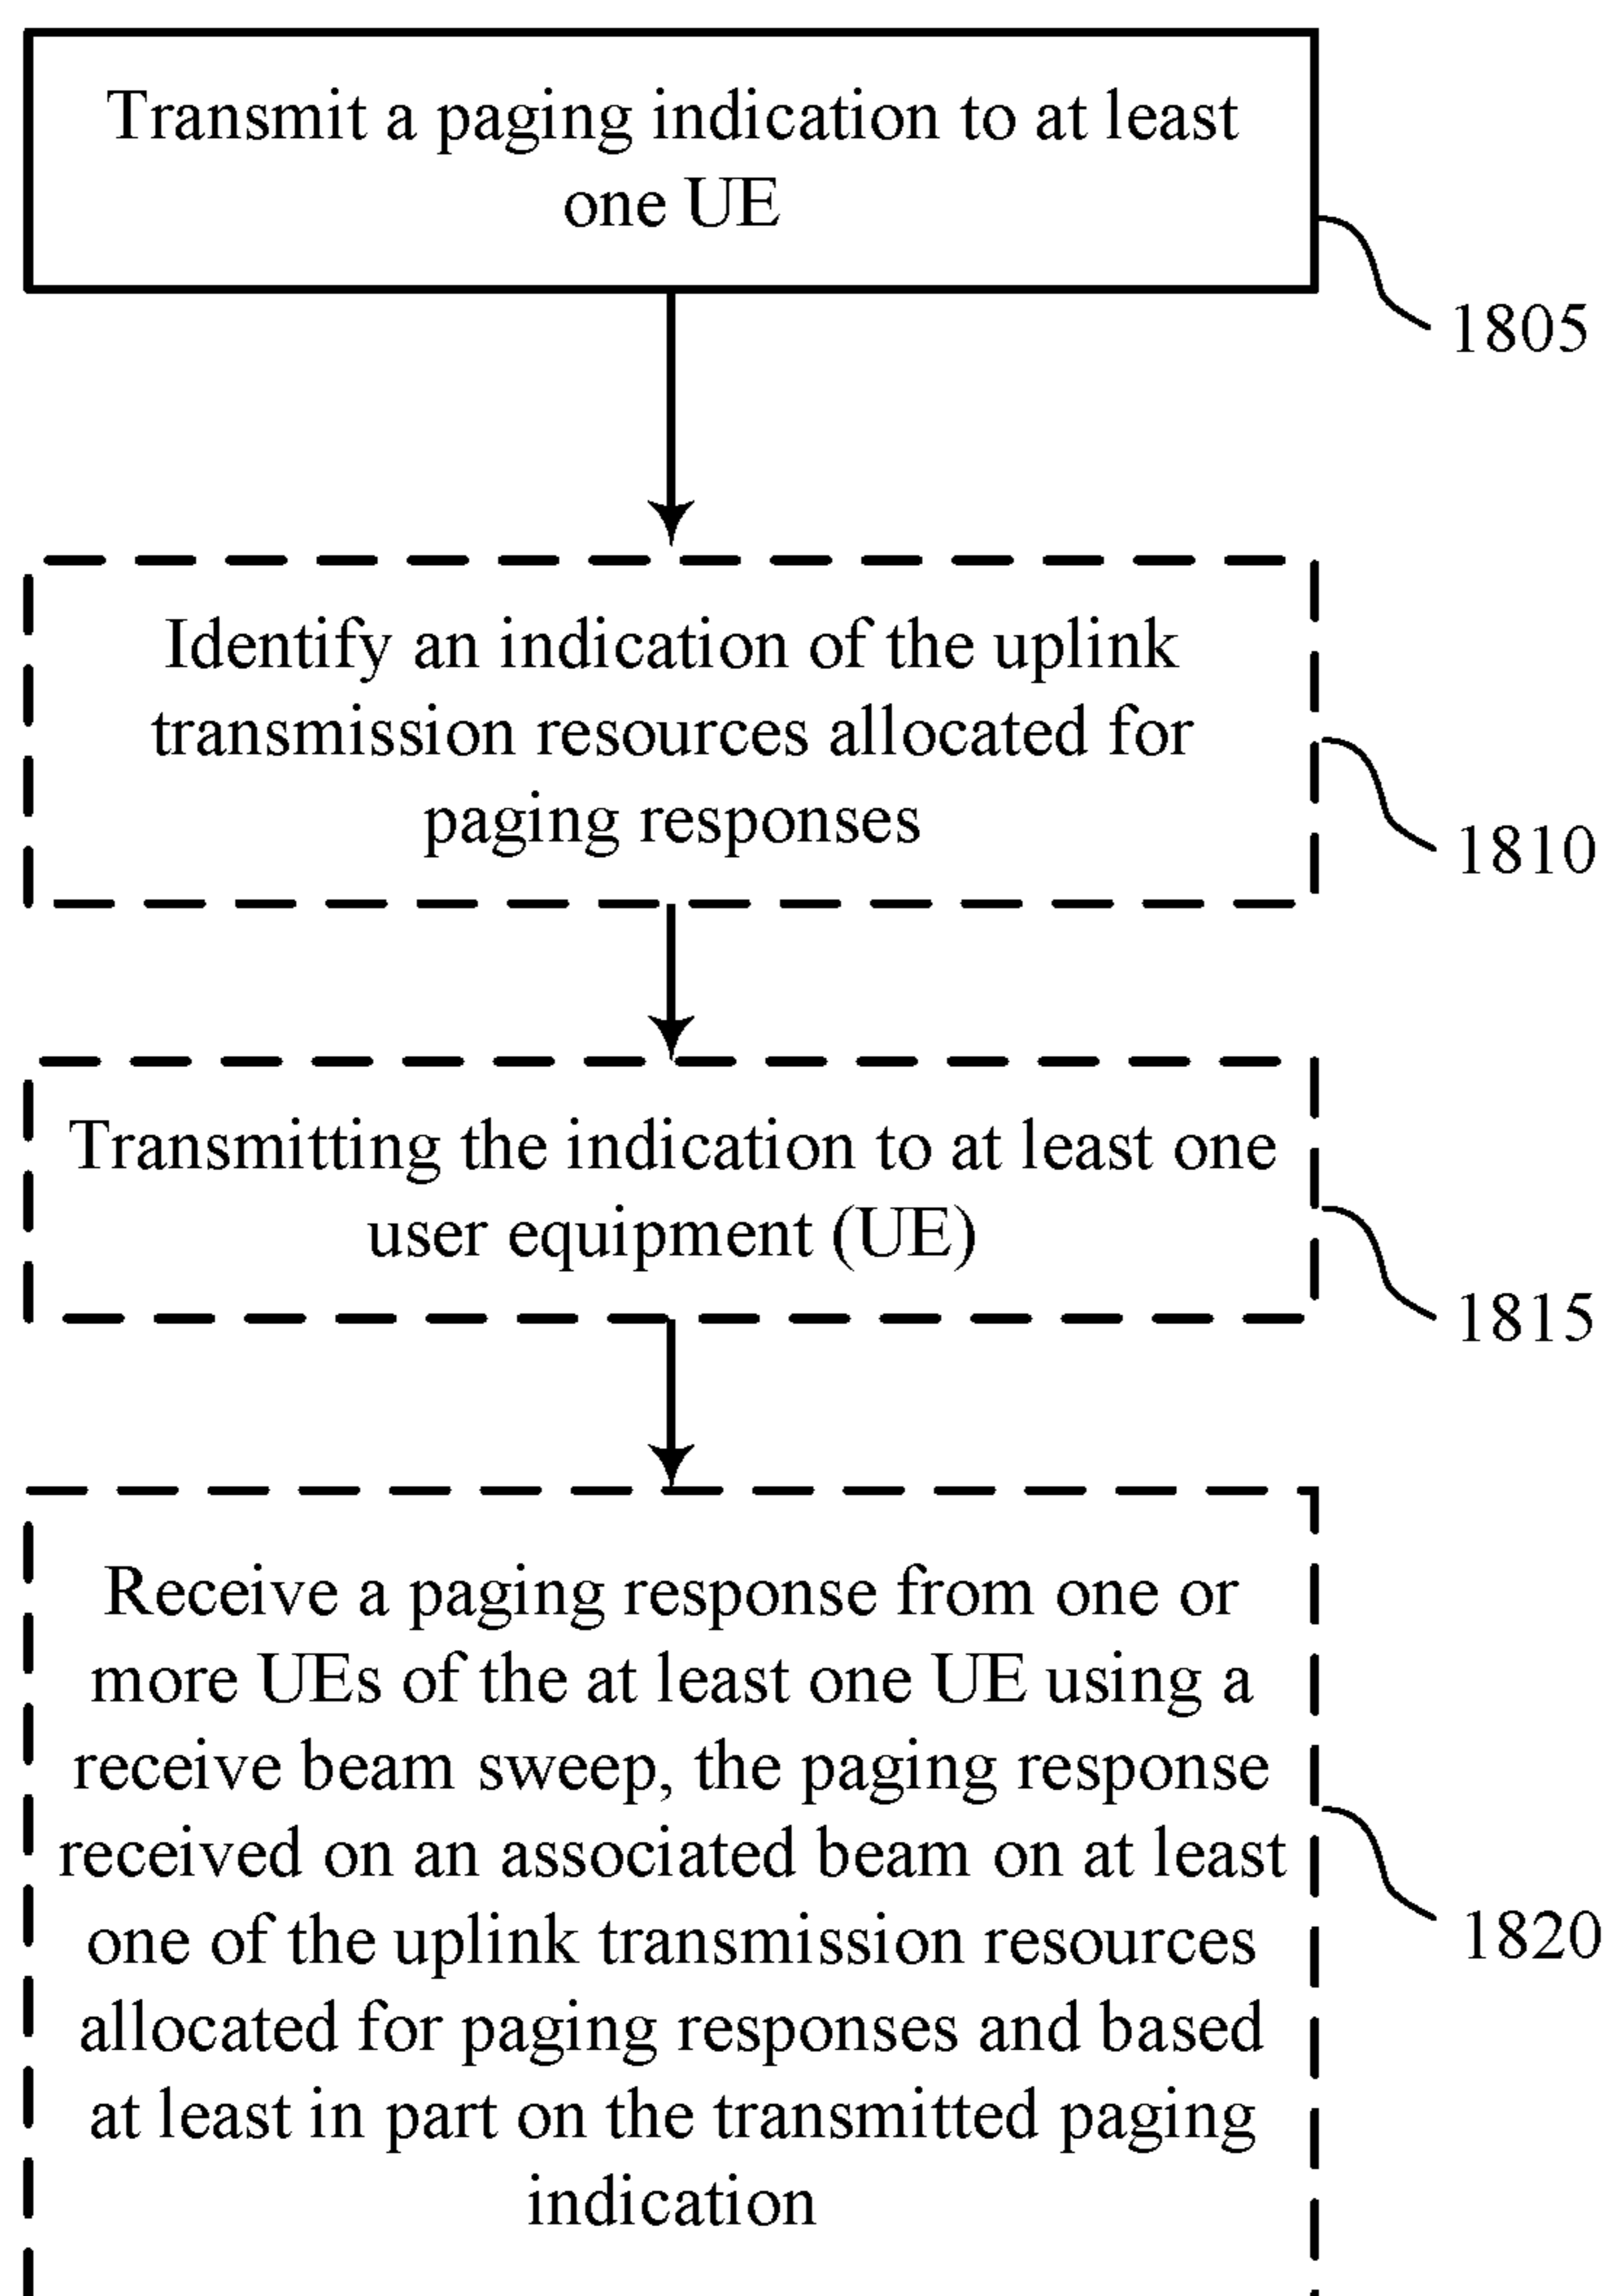 Transmit a paging indication to at least
one UE
1805
Identify an indication of the uplink
transmission resources allocated for
paging responses
1810
Transmitting the indication to at least one
user equipment (UE)
1815
Receive a paging response from one or
more UEs of the at least one UE using a
receive beam sweep, the paging response
received on an associated beam on at least
one of the uplink transmission resources
allocated for paging responses and based
at least in part on the transmitted paging
indication
1820